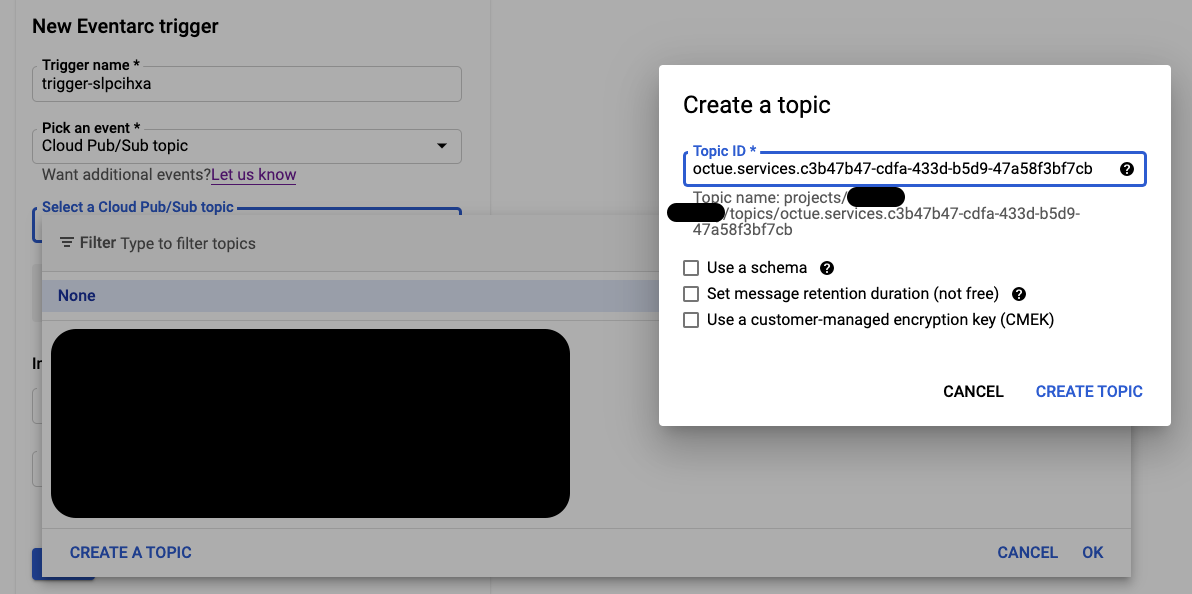 New Eventarc trigger
Trigger name *
trigger-slpcihxa
Pick an event *
Cloud Pub/Sub topic
Want additional events?Let us know
Select a Cloud Pub/Sub topic
Filter Type to filter topics
None
CREATE A TOPIC
CANCEL OK
Create a topic
Topic ID *
octue.services.c3b47b47-cdfa-433d-b5d9-47a58f3bf7cb
Topic name: projects/
/topics/octue.services.c3b47b47-cdfa-433d-b5d9-
47a58f3bf7cb
Use a schema
Set message retention duration (not free)
Use a customer-managed encryption key (CMEK)
CANCEL CREATE TOPIC